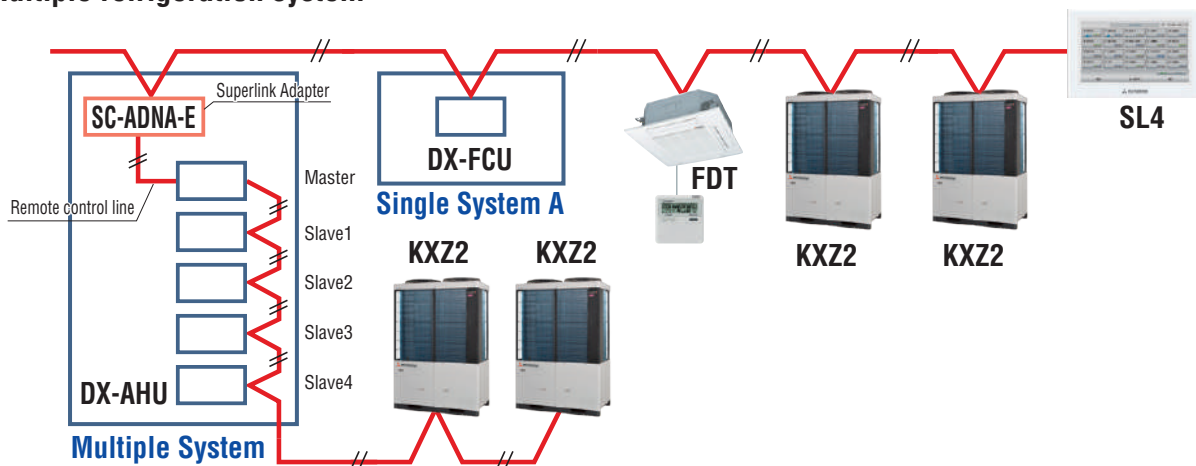 Multiple refrigeration system
SC-ADNA-E
Superlink Adapter
Remote control line
Master
Slave1
Slave2
Slave3
Slave4
DX-AHU
Multiple System
DX-FCU
Single System A
KXZ2
KXZ2
FDT
KXZ2
KXZ2
SL4